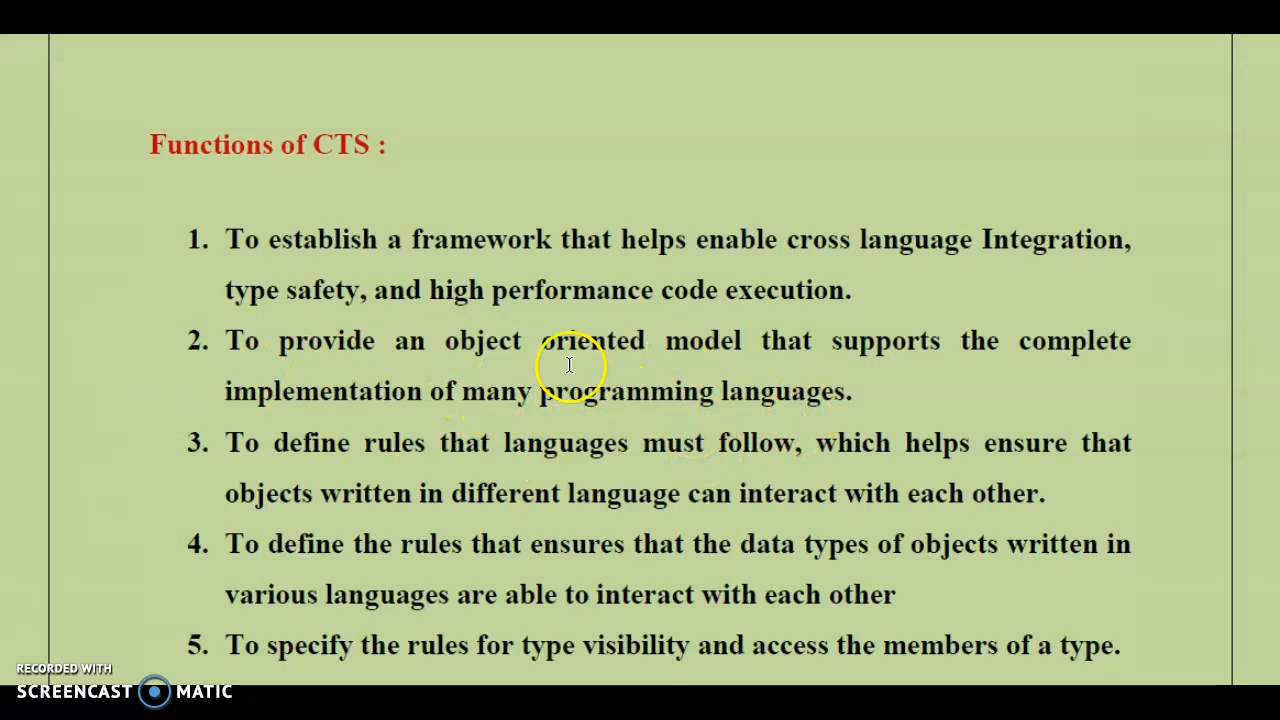 Functions of CTS :
1. To establish a framework that helps enable cross language Integration,
type safety, and high performance code execution.
2. To provide an object oriented model that supports the complete
implementation of many programming languages.
3. To define rules that languages must follow, which helps ensure that
objects written in different language can interact with each other.
4. To define the rules that ensures that the data types of objects written in
various languages are able to interact with each other
5. To specify the rules for type visibility and access the members of a type.
RECORDED WITH
SCREENCAST MATIC